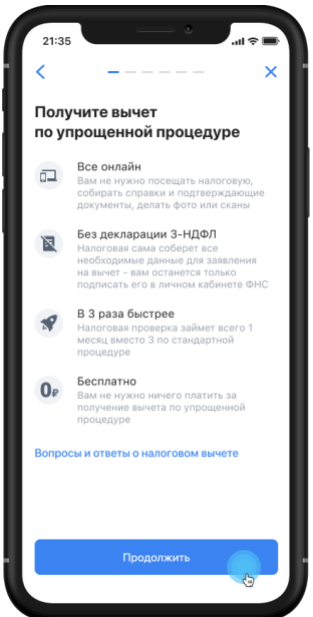 21:35
Получите вычет
по упрощенной процедуре
Все онлайн
Вам не нужно посещать налоговую,
собирать справки и подтверждающие
документы, делать фото или сканы
Без декларации 3-НДФЛ
Налоговая сама соберет все
необходимые данные для заявления
на вычет - вам останется только
подписать его в личном кабинете ФНС
В 3 раза быстрее
Налоговая проверка займет всего 1
месяц вместо 3 по стандартной
процедуре
0₽
Бесплатно
Вам не нужно ничего платить за
получение вычета по упрощенной
процедуре
Вопросы и ответы о налоговом вычете
Продолжить